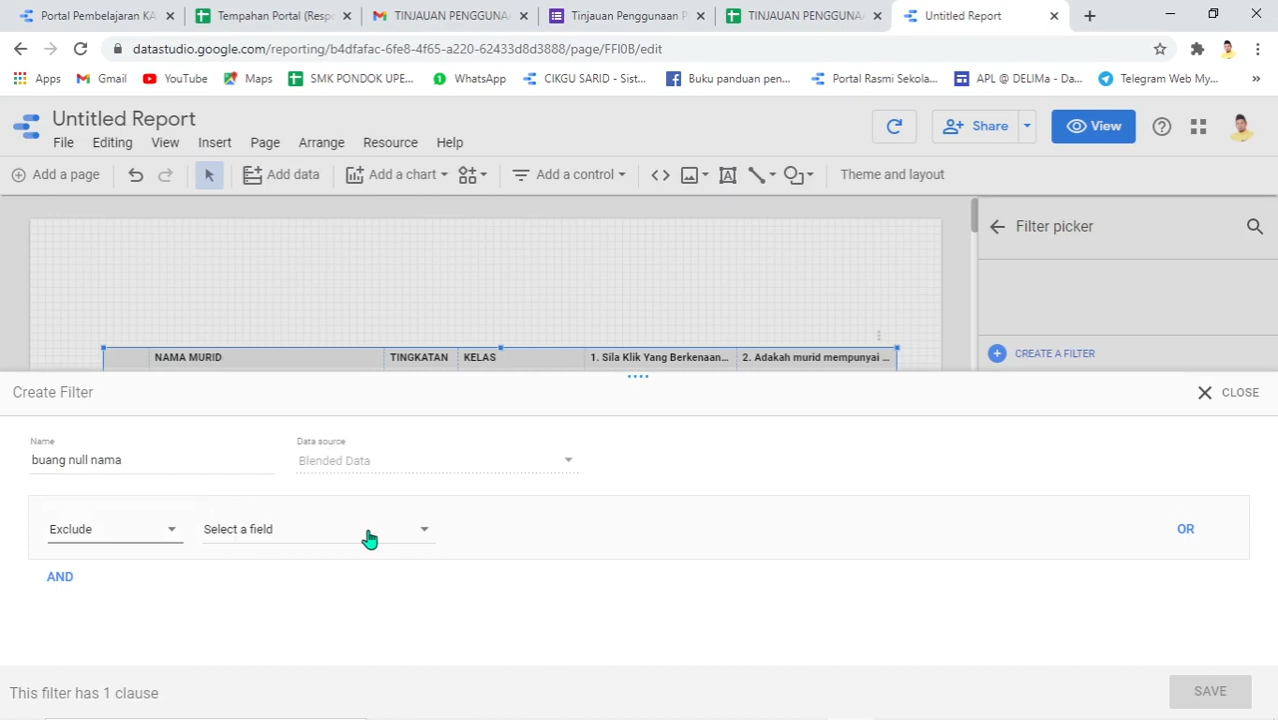 Portal Pembelajaran KA
Tempahan Portal (Resp
TINJAUAN PENGGUNA
Tinjauan Penggunaan P
TINJAUAN PENGGUNAA
Untitled Report
datastudio.google.com/reporting/b4dfafac-6fe8-4f65-a220-62433d8d3888/page/FFI0B/edit
Apps
Gmail
YouTube
Maps
SMK PONDOK UPE...
WhatsApp
CIKGU SARID - Sist...
Buku panduan pen...
Portal Rasmi Sekola...
APL @ DELIMa - Da...
Telegram Web My...
Untitled Report
File Edit​ing View Insert Page Arrange Resource Help
Share
View
Add a page
Add data
Add a chart
Add a control
Theme and layout
Filter picker
NAMA MURID
TINGKATAN
KELAS
1. Sila Klik Yang Berkenaan...
2. Adakah murid mempunyai ...
CREATE A FILTER
Create Filter
CLOSE
Name
Data source
buang null nama
Blended Data
Exclude
Select a field
OR
AND
This filter has 1 clause
SAVE